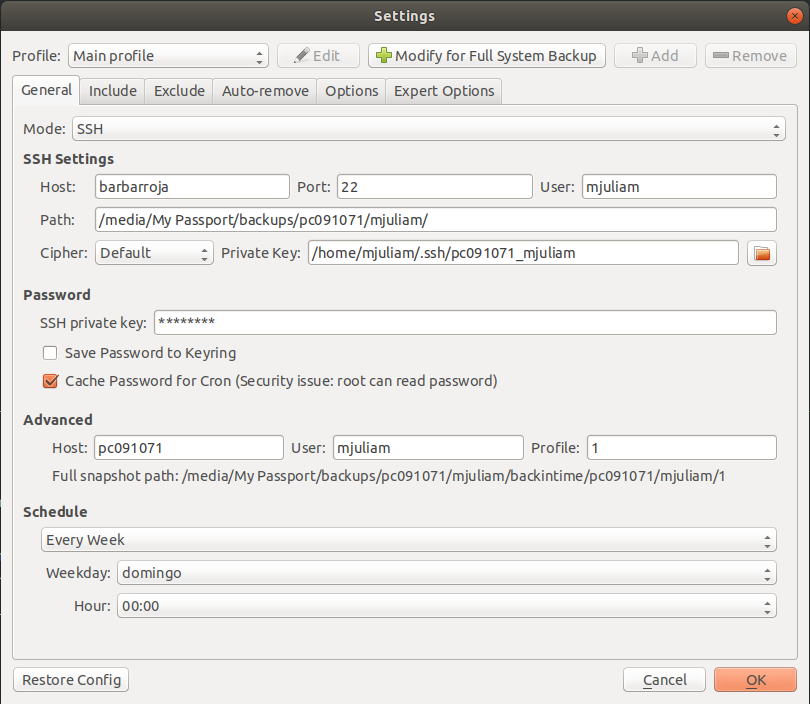 Settings
Profile: Main profile Edit Modify for Full System Backup Add Remove
General Include Exclude Auto-remove Options Expert Options
Mode: SSH
SSH Settings
Host: barbarroja Port: 22 User: mjuliam
Path: /media/My Passport/backups/pc091071/mjuliam/
Cipher: Default Private Key: /home/mjuliam/.ssh/pc091071_mjuliam
Password
SSH private key: ********
Save Password to Keyring
Cache Password for Cron (Security issue: root can read password)
Advanced
Host: pc091071 User: mjuliam Profile: 1
Full snapshot path: /media/My Passport/backups/pc091071/mjuliam/backintime/pc091071/mjuliam/1
Schedule
Every Week
Weekday: domingo
Hour: 00:00
Restore Config Cancel OK